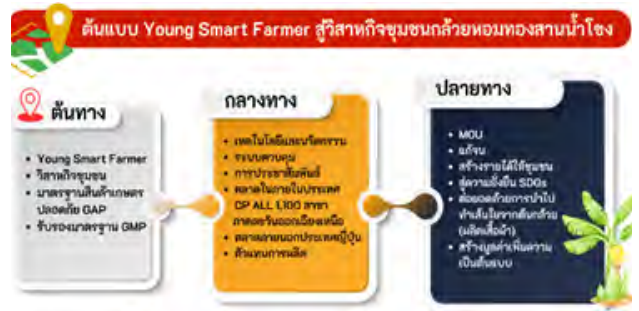 ต้นแบบ Young Smart Farmer สู่วิสาหกิจชุมชนกล้วยหอมทองสานน้ำโขง
ต้นทาง
• Young Smart Farmer
• วิสาหกิจชุมชน
• มาตรฐานสินค้าเกษตร
ปลอดภัย GAP
• รับรองมาตรฐาน GMP
กลางทาง
• เทคโนโลยีและนวัตกรรม
• ระบบควบคุม
• การประชาสัมพันธ์
• ตลาดในภายในประเทศ
CP ALL 1,100 สาขา
ภาคตะวันออกเฉียงเหนือ
• ตลาดภายนอกประเทศญี่ปุ่น
• ตัวแทนการผลิต
ปลายทาง
• MOU
• แก้จน
• สร้างรายได้ให้ชุมชน
สู่ความยั่งยืน SDGs
• ต่อยอดด้วยการนำไป
ทำเส้นใยจากต้นกล้วย
(ผลิตเสื้อผ้า)
• สร้างมูลค่าเพิ่มความ
เป็นต้นแบบ